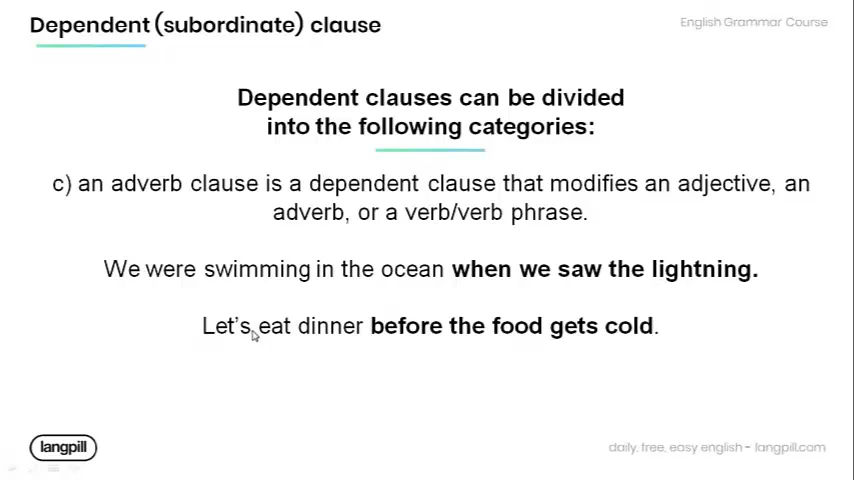 Dependent (subordinate) clause
English Grammar Course
Dependent clauses can be divided
into the following categories:
c) an adverb clause is a dependent clause that modifies an adjective, an
adverb, or a verb/verb phrase.
We were swimming in the ocean when we saw the lightning.
Let’s eat dinner before the food gets cold.
langpill
daily, free, easy english - langpill.com